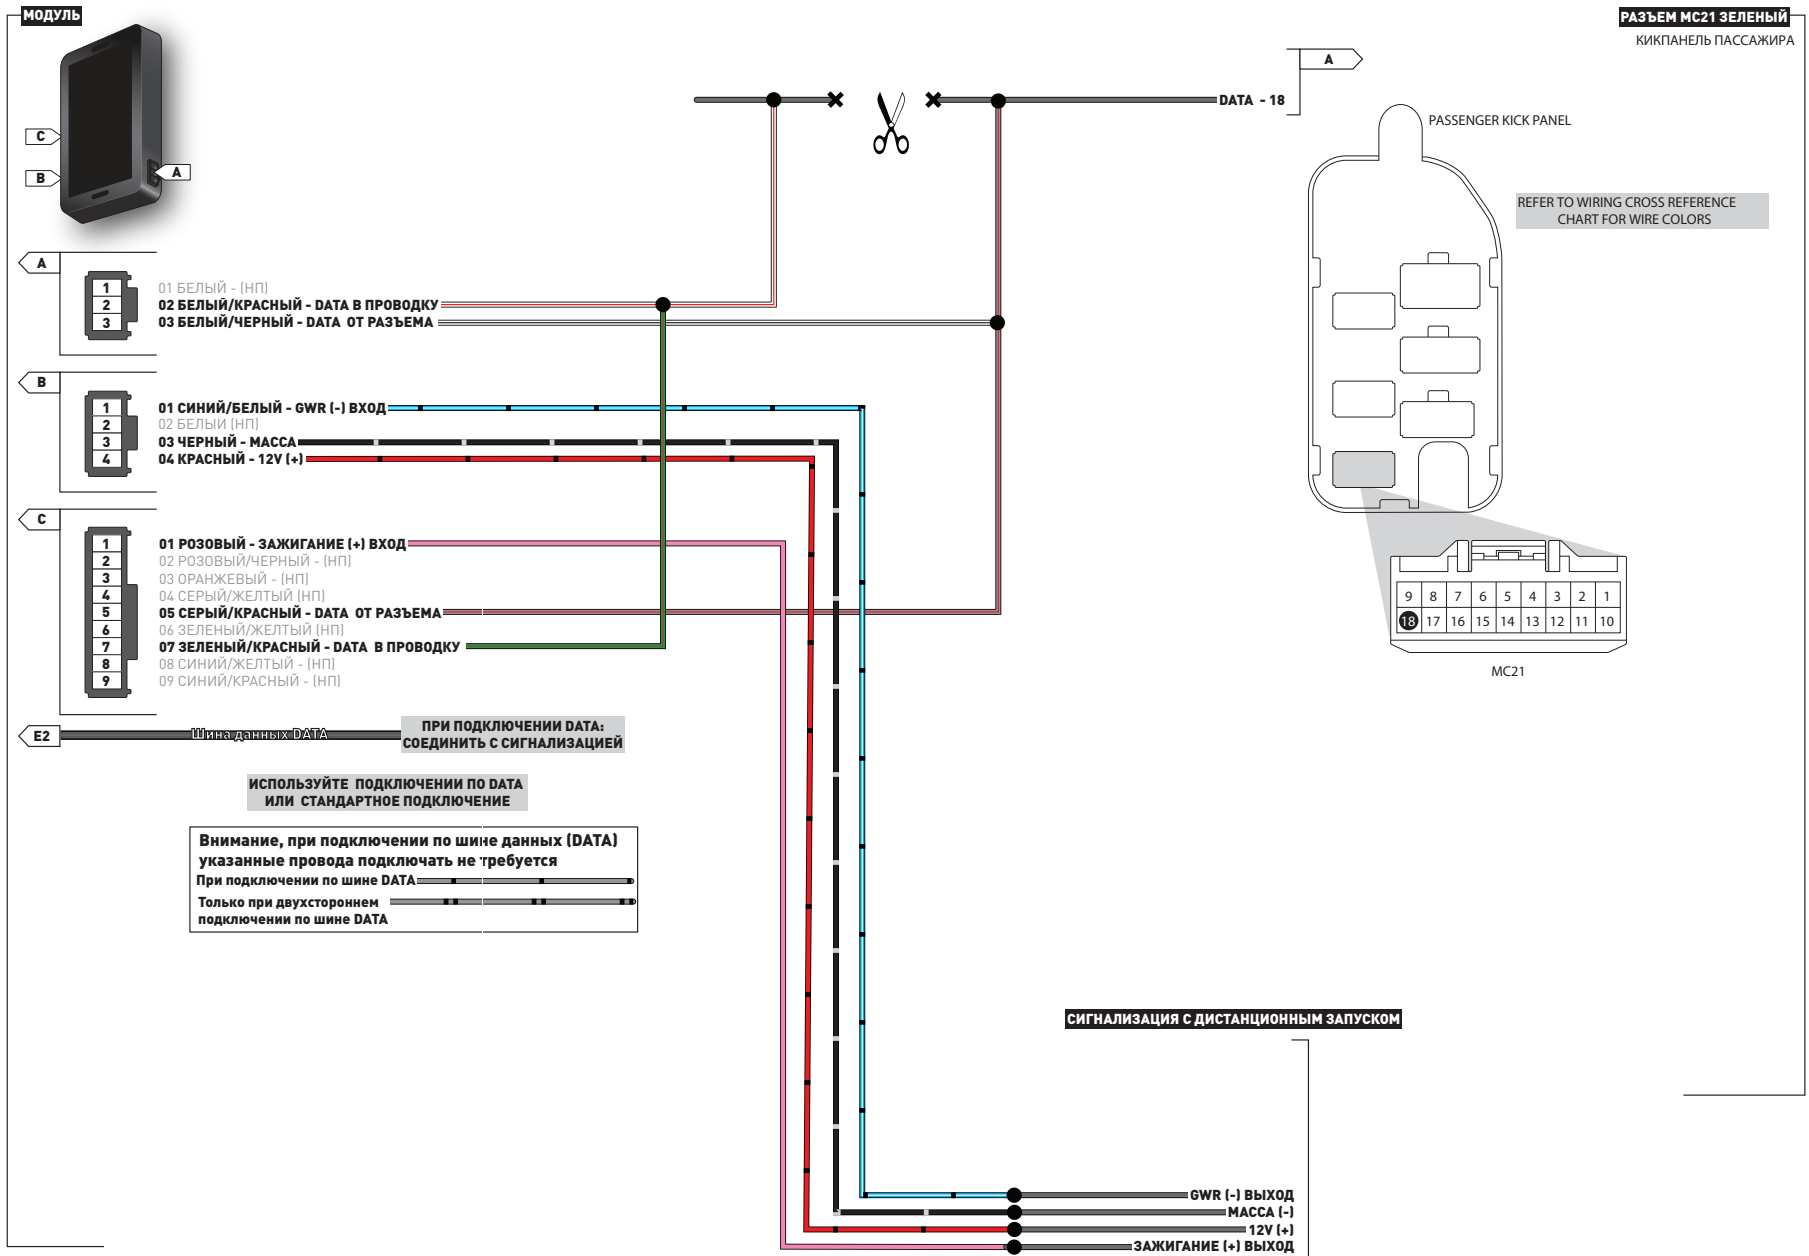 МОДУЛЬ
РАЗЪЕМ МС21 ЗЕЛЕНЫЙ
КИКПАНЕЛЬ ПАССАЖИРА
A
DATA - 18
PASSENGER KICK PANEL
REFER TO WIRING CROSS REFERENCE
CHART FOR WIRE COLORS
C
B
A
A
1
2
3
01 БЕЛЫЙ - (НП)
02 БЕЛЫЙ/КРАСНЫЙ - DATA В ПРОВОДКУ
03 БЕЛЫЙ/ЧЕРНЫЙ - DATA ОТ РАЗЪЕМА
B
1
2
3
4
01 СИНИЙ/БЕЛЫЙ - GWR (-) ВХОД
02 БЕЛЫЙ (НП)
03 ЧЕРНЫЙ - МАССА
04 КРАСНЫЙ - 12V (+)
C
1
2
3
4
5
6
7
8
9
01 РОЗОВЫЙ - ЗАЖИГАНИЕ (+) ВХОД
02 РОЗОВЫЙ/ЧЕРНЫЙ - (НП)
03 ОРАНЖЕВЫЙ - (НП)
04 СЕРЫЙ/ЖЕЛТЫЙ (НП)
05 СЕРЫЙ/КРАСНЫЙ - DATA ОТ РАЗЪЕМА
06 ЗЕЛЕНЫЙ/ЖЕЛТЫЙ (НП)
07 ЗЕЛЕНЫЙ/КРАСНЫЙ - DATA В ПРОВОДКУ
08 СИНИЙ/ЖЕЛТЫЙ - (НП)
09 СИНИЙ/КРАСНЫЙ - (НП)
9 8 7 6 5 4 3 2 1
18 17 16 15 14 13 12 11 10
MC21
E2
Шина данных DATA
ПРИ ПОДКЛЮЧЕНИИ DATA:
СОЕДИНИТЬ С СИГНАЛИЗАЦИЕЙ
ИСПОЛЬЗУЙТЕ ПОДКЛЮЧЕНИИ ПО DATA
ИЛИ СТАНДАРТНОЕ ПОДКЛЮЧЕНИЕ
Внимание, при подключении по шине данных (DATA)
указанные провода подключать не требуется
При подключении по шине DATA
Только при двухстороннем
подключении по шине DATA
СИГНАЛИЗАЦИЯ С ДИСТАНЦИОННЫМ ЗАПУСКОМ
GWR (-) ВЫХОД
МАССА (-)
12V (+)
ЗАЖИГАНИЕ (+) ВЫХОД